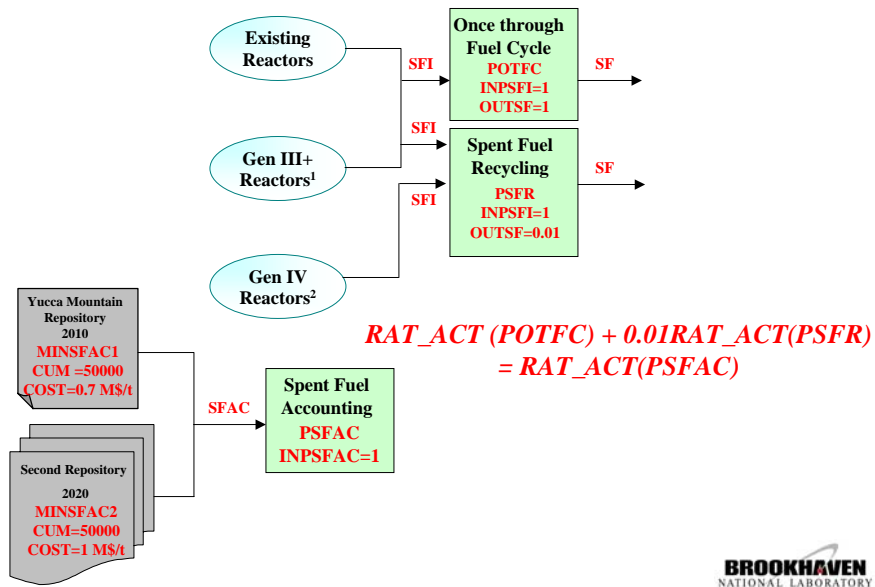 Existing
Reactors
SFI
Once through
Fuel Cycle
POTFC
INPSFI=1
OUTSF=1
SF
Gen III+
Reactors¹
SFI
SFI
Spent Fuel
Recycling
PSFR
INPSFI=1
OUTSF=0.01
SF
Gen IV
Reactors²
RAT_ACT (POTFC) + 0.01RAT_ACT(PSFR)
= RAT_ACT(PSFAC)
Yucca Mountain
Repository
2010
MINSFAC1
CUM =50000
COST=0.7 M$/t
SFAC
Spent Fuel
Accounting
PSFAC
INPSFAC=1
Second Repository
2020
MINSFAC2
CUM=50000
COST=1 M$/t
BROOKHAVEN
NATIONAL LABORATORY